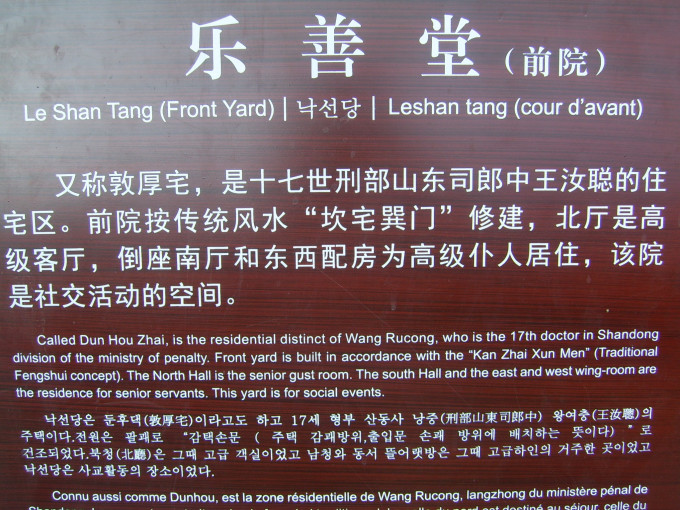 乐善堂（前院）
Le Shan Tang (Front Yard) | 낙선당 | Leshan tang (cour d'avant)
又称敦厚宅，是十七世刑部山东司郎中王汝聪的住
宅区。前院按传统风水“坎宅巽门”修建，北厅是高
级客厅，倒座南厅和东西配房为高级仆人居住，该院
是社交活动的空间。
Called Dun Hou Zhai, is the residential distinct of Wang Rucong, who is the 17th doctor in Shandong
division of the ministry of penalty. Front yard is built in accordance with the “Kan Zhai Xun Men” (Traditional
Fengshui concept). The North Hall is the senior gust room. The south Hall and the east and west wing-room are
the residence for senior servants. This yard is for social events.
낙선당은 둔후댁(敦厚宅)이라고도 하고 17세 형부 산동사 낭중(刑部山東司郎中) 왕여총(王汝聰)의
주택이다.전원은 팔괘로 “감택손문 ( 주택 감괘방위,출입문 손괘 방위에 배치하는 뜻이다) ”로
건조되었다.북청(北廳)은 그때 고급 객실이었고 남청와 동서 뜰어랫방은 그때 고급하인의 거주한 곳이었고
낙선당은 사교활동의 장소이었다.
Connu aussi comme Dunhou, est la zone résidentielle de Wang Rucong, langzhong du ministère pénal de